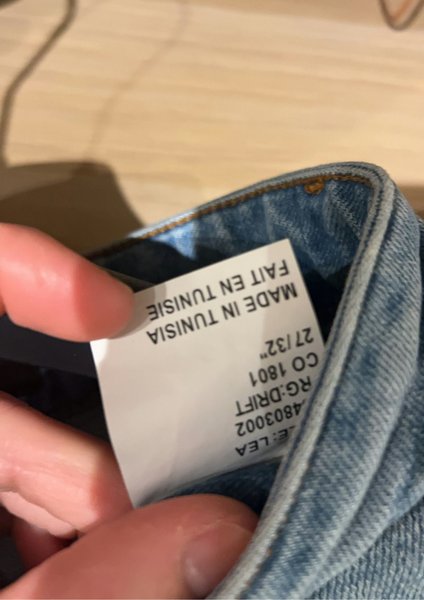 E: LEA
4803002
RG:DRIFT
CO 1801
27/32"
MADE IN TUNISIA
FAIT EN TUNISIE